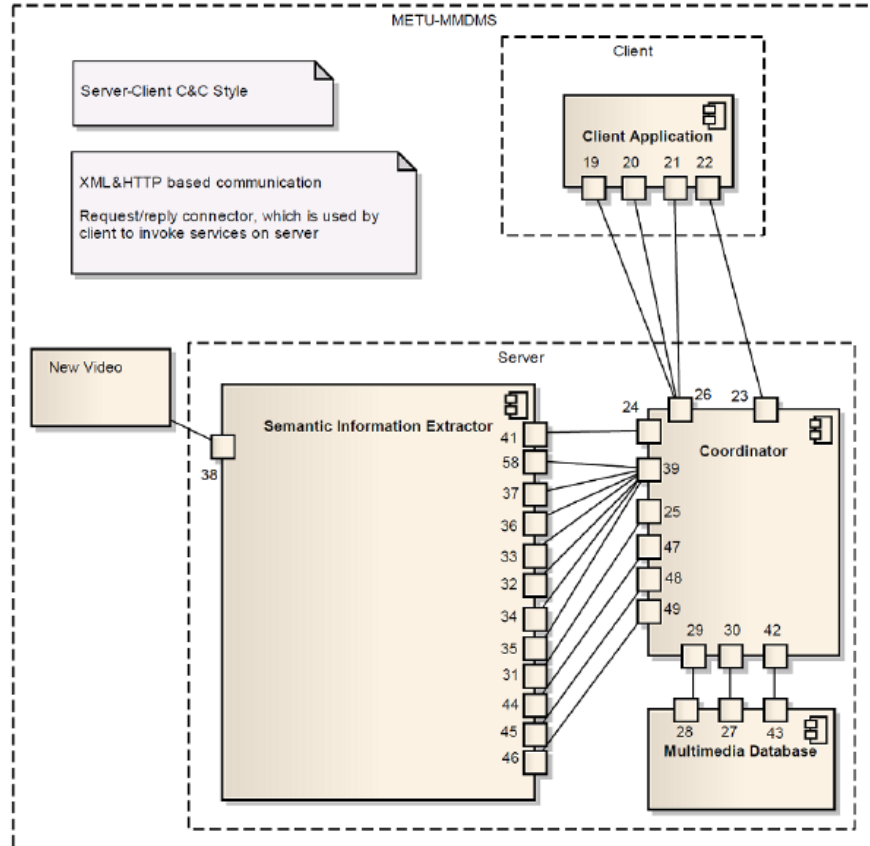 METU-MMDMS
Client
Server-Client C&C Style
Client Application
19 20 21 22
XML&HTTP based communication
Request/reply connector, which is used by
client to invoke services on server
Server
New Video
26
23
24
Semantic Information Extractor
41
Coordinator
58
39
38
37
25
36
47
33
48
32
49
34
29 30 42
35
31
44
28 27 43
45
Multimedia Database
46